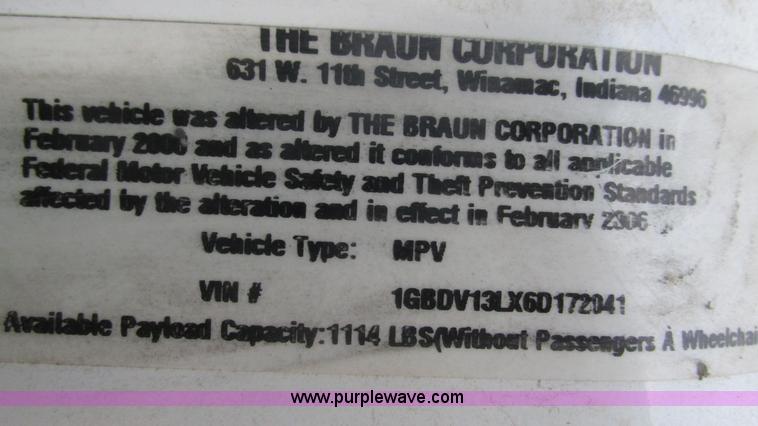 THE BRAUN CORPORATION
631 W. 11th Street, Winamac, Indiana 46996
This vehicle was altered by THE BRAUN CORPORATION in
February 2006 and as altered it conforms to all applicable
Federal Motor Vehicle Safety and Theft Prevention Standards
affected by the alteration and in effect in February 2006
Vehicle Type: MPV
VIN # 1GBDV13LX6D172041
Available Payload Capacity:1114 LBS(Without Passengers À Wheelchai
www.purplewave.com